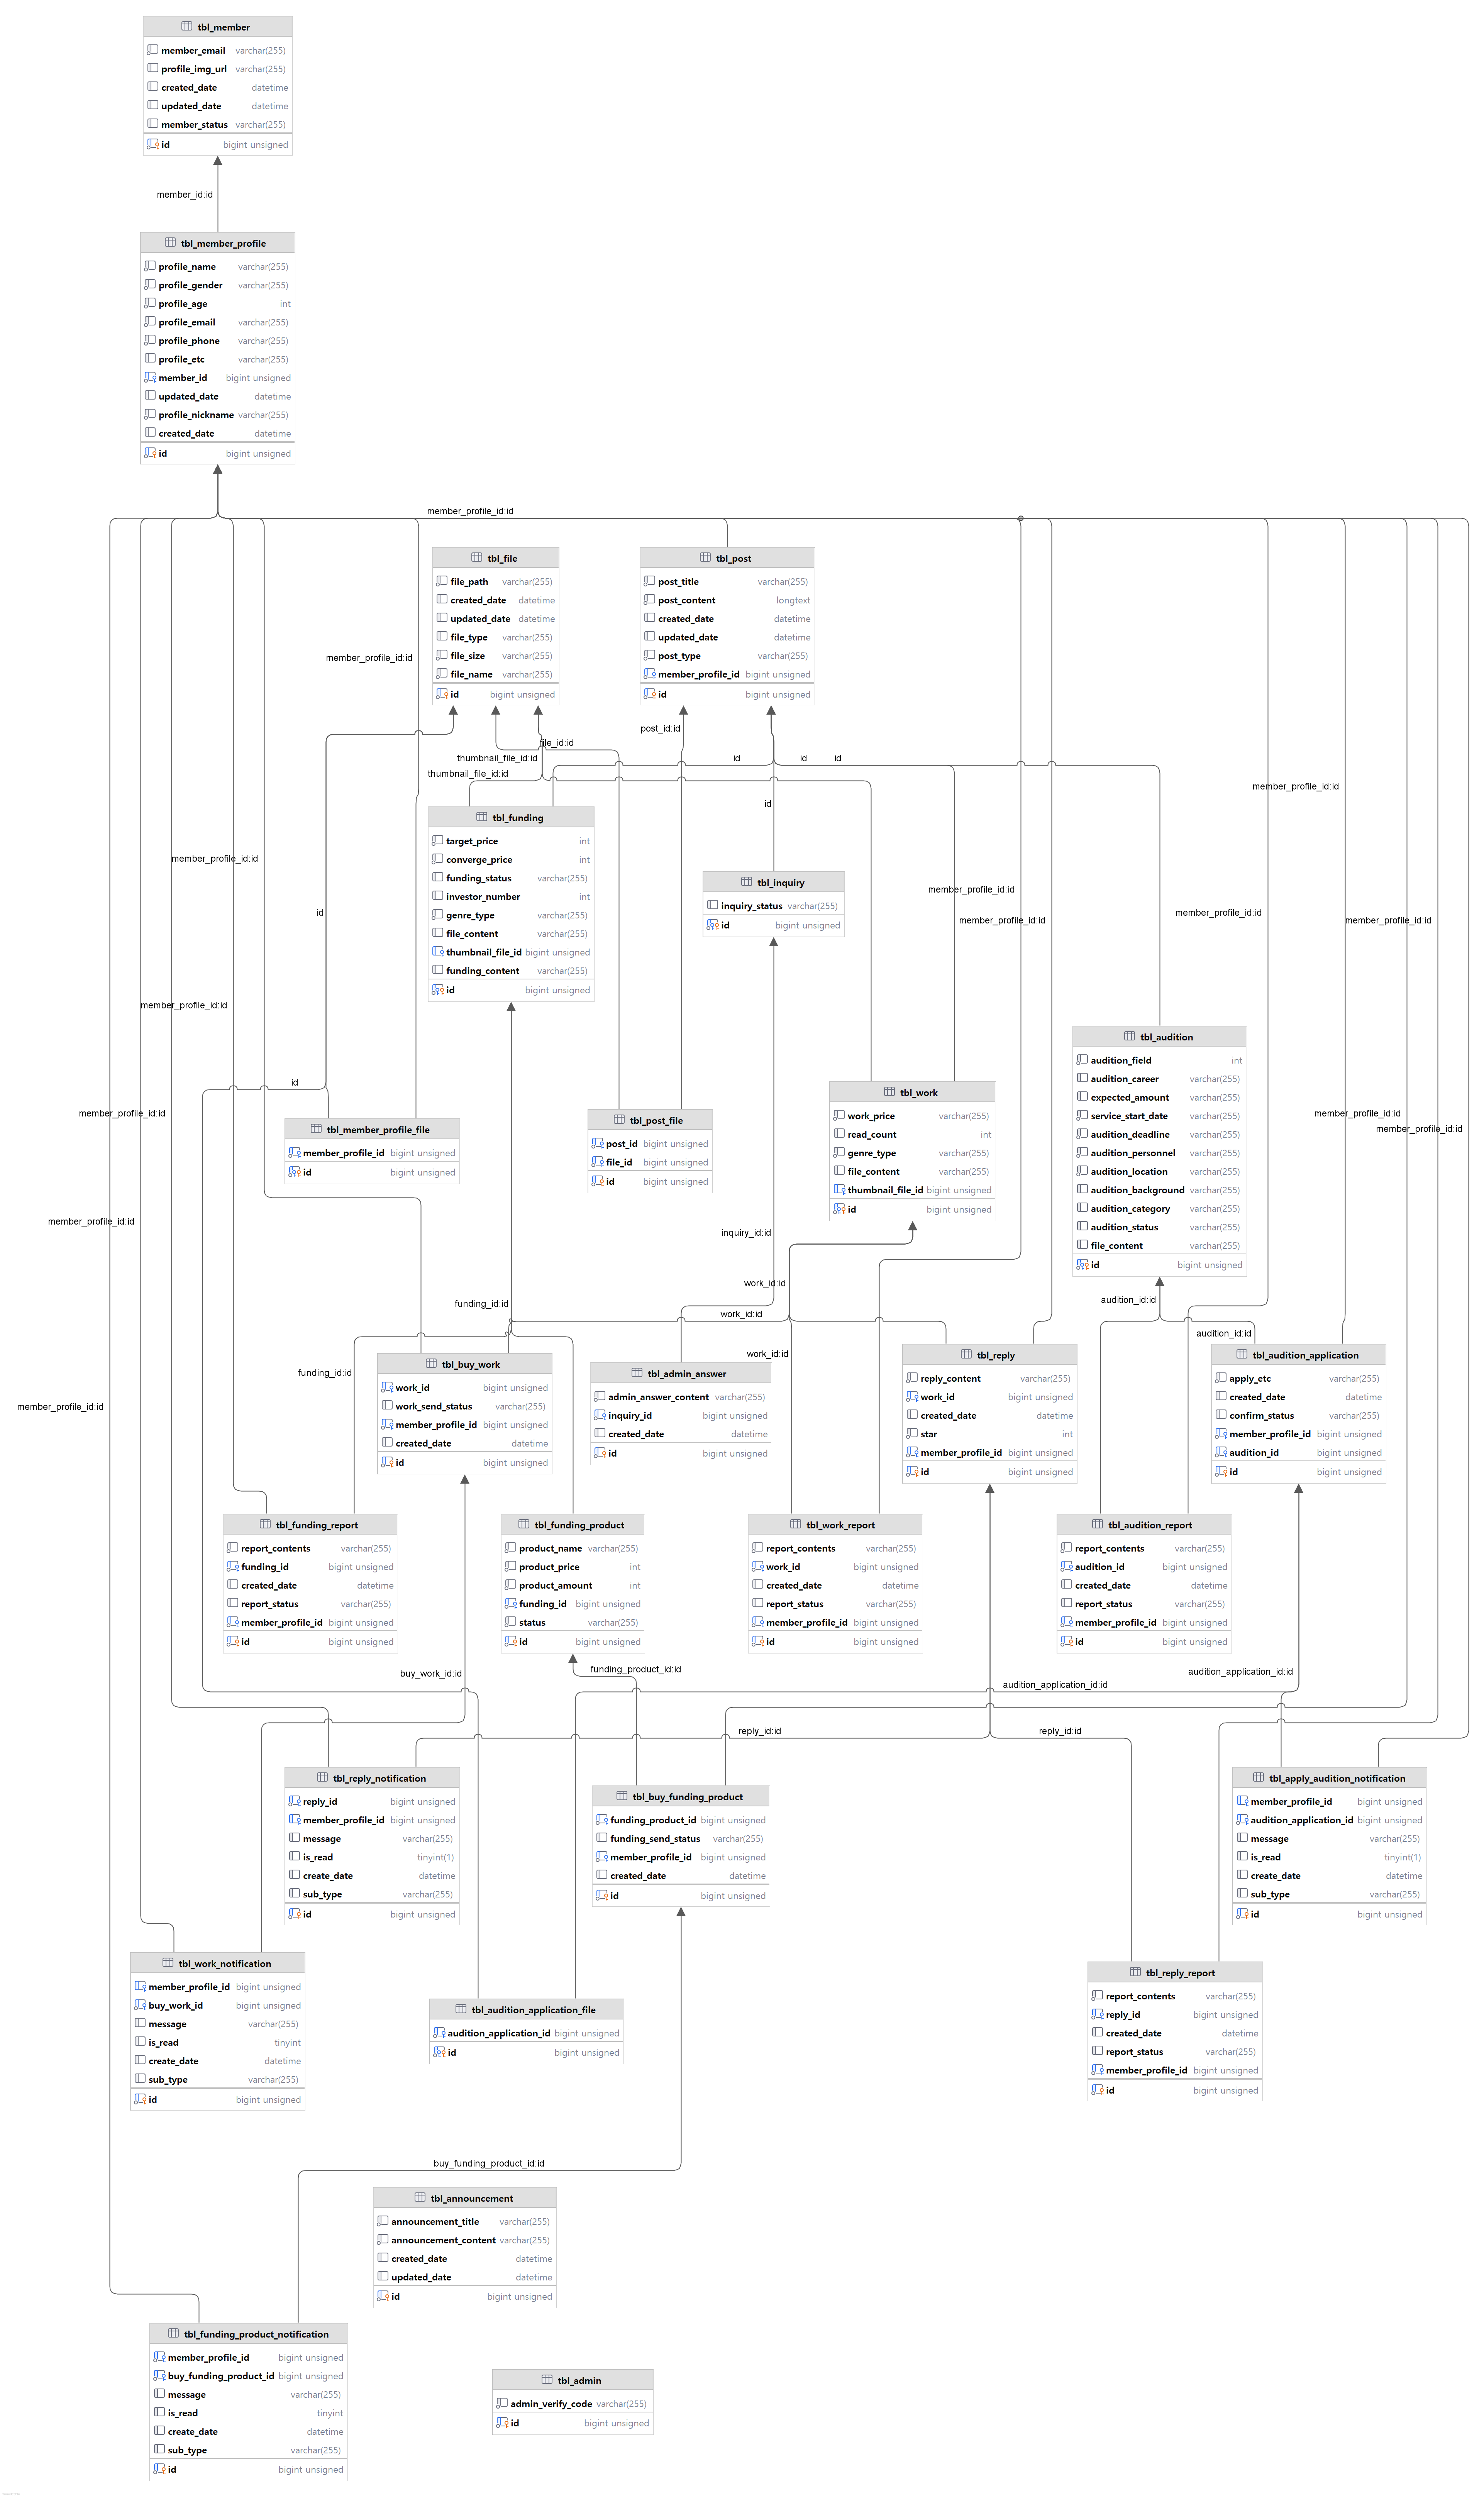 tbl_member
member_email varchar(255)
profile_img_url varchar(255)
created_date datetime
updated_date datetime
member_status varchar(255)
id bigint unsigned
member_id:id
tbl_member_profile
profile_name varchar(255)
profile_gender varchar(255)
profile_age int
profile_email varchar(255)
profile_phone varchar(255)
profile_etc varchar(255)
member_id bigint unsigned
updated_date datetime
profile_nickname varchar(255)
created_date datetime
id bigint unsigned
member_profile_id:id
tbl_file
file_path varchar(255)
created_date datetime
updated_date datetime
file_type varchar(255)
file_size varchar(255)
file_name varchar(255)
id bigint unsigned
tbl_post
post_title varchar(255)
post_content longtext
created_date datetime
updated_date datetime
post_type varchar(255)
member_profile_id bigint unsigned
id bigint unsigned
member_profile_id:id
post_id:id
file_id:id
thumbnail_file_id:id
id
id
id
thumbnail_file_id:id
member_profile_id:id
id
tbl_funding
target_price int
converge_price int
funding_status varchar(255)
investor_number int
genre_type varchar(255)
file_content varchar(255)
thumbnail_file_id bigint unsigned
funding_content varchar(255)
id bigint unsigned
member_profile_id:id
tbl_inquiry
inquiry_status varchar(255)
id bigint unsigned
member_profile_id:id
id
member_profile_id:id
member_profile_id:id
member_profile_id:id
member_profile_id:id
tbl_audition
audition_field int
audition_career varchar(255)
expected_amount varchar(255)
service_start_date varchar(255)
audition_deadline varchar(255)
audition_personnel varchar(255)
audition_location varchar(255)
audition_background varchar(255)
audition_category varchar(255)
audition_status varchar(255)
file_content varchar(255)
id bigint unsigned
id
tbl_work
work_price varchar(255)
read_count int
genre_type varchar(255)
file_content varchar(255)
thumbnail_file_id bigint unsigned
id bigint unsigned
member_profile_id:id
member_profile_id:id
member_profile_id:id
tbl_member_profile_file
member_profile_id bigint unsigned
id bigint unsigned
tbl_post_file
post_id bigint unsigned
file_id bigint unsigned
id bigint unsigned
member_profile_id:id
inquiry_id:id
work_id:id
audition_id:id
funding_id:id
work_id:id
audition_id:id
work_id:id
funding_id:id
member_profile_id:id
tbl_buy_work
work_id bigint unsigned
work_send_status varchar(255)
member_profile_id bigint unsigned
created_date datetime
id bigint unsigned
tbl_admin_answer
admin_answer_content varchar(255)
inquiry_id bigint unsigned
created_date datetime
id bigint unsigned
tbl_reply
reply_content varchar(255)
work_id bigint unsigned
created_date datetime
star int
member_profile_id bigint unsigned
id bigint unsigned
tbl_audition_application
apply_etc varchar(255)
created_date datetime
confirm_status varchar(255)
member_profile_id bigint unsigned
audition_id bigint unsigned
id bigint unsigned
tbl_funding_report
report_contents varchar(255)
funding_id bigint unsigned
created_date datetime
report_status varchar(255)
member_profile_id bigint unsigned
id bigint unsigned
tbl_funding_product
product_name varchar(255)
product_price int
product_amount int
funding_id bigint unsigned
status varchar(255)
id bigint unsigned
tbl_work_report
report_contents varchar(255)
work_id bigint unsigned
created_date datetime
report_status varchar(255)
member_profile_id bigint unsigned
id bigint unsigned
tbl_audition_report
report_contents varchar(255)
audition_id bigint unsigned
created_date datetime
report_status varchar(255)
member_profile_id bigint unsigned
id bigint unsigned
buy_work_id:id
funding_product_id:id
audition_application_id:id
audition_application_id:id
reply_id:id
reply_id:id
tbl_reply_notification
reply_id bigint unsigned
member_profile_id bigint unsigned
message varchar(255)
is_read tinyint(1)
create_date datetime
sub_type varchar(255)
id bigint unsigned
tbl_buy_funding_product
funding_product_id bigint unsigned
funding_send_status varchar(255)
member_profile_id bigint unsigned
created_date datetime
id bigint unsigned
tbl_apply_audition_notification
member_profile_id bigint unsigned
audition_application_id bigint unsigned
message varchar(255)
is_read tinyint(1)
create_date datetime
sub_type varchar(255)
id bigint unsigned
tbl_work_notification
member_profile_id bigint unsigned
buy_work_id bigint unsigned
message varchar(255)
is_read tinyint
create_date datetime
sub_type varchar(255)
id bigint unsigned
tbl_audition_application_file
audition_application_id bigint unsigned
id bigint unsigned
tbl_reply_report
report_contents varchar(255)
reply_id bigint unsigned
created_date datetime
report_status varchar(255)
member_profile_id bigint unsigned
id bigint unsigned
buy_funding_product_id:id
tbl_announcement
announcement_title varchar(255)
announcement_content varchar(255)
created_date datetime
updated_date datetime
id bigint unsigned
tbl_funding_product_notification
member_profile_id bigint unsigned
buy_funding_product_id bigint unsigned
message varchar(255)
is_read tinyint
create_date datetime
sub_type varchar(255)
id bigint unsigned
tbl_admin
admin_verify_code varchar(255)
id bigint unsigned